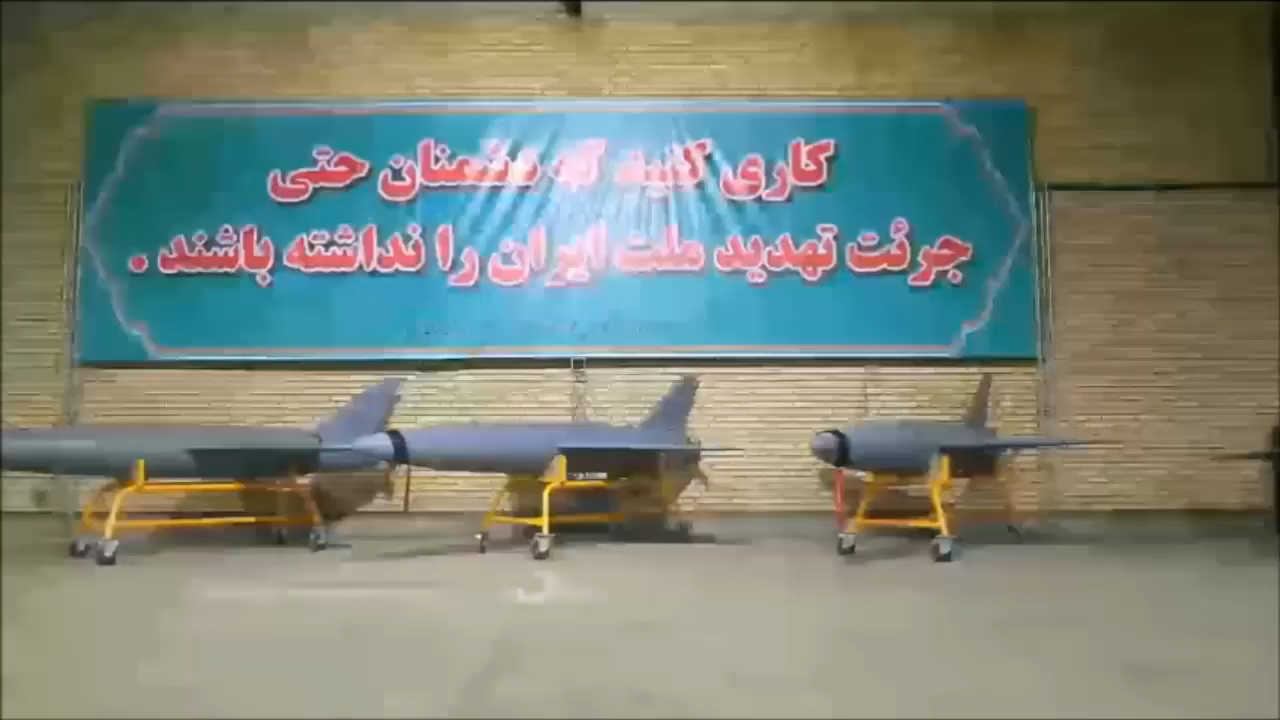 کاری کنید که دشمنان حتی
جرئت تهدید ملت ایران را نداشته باشند .